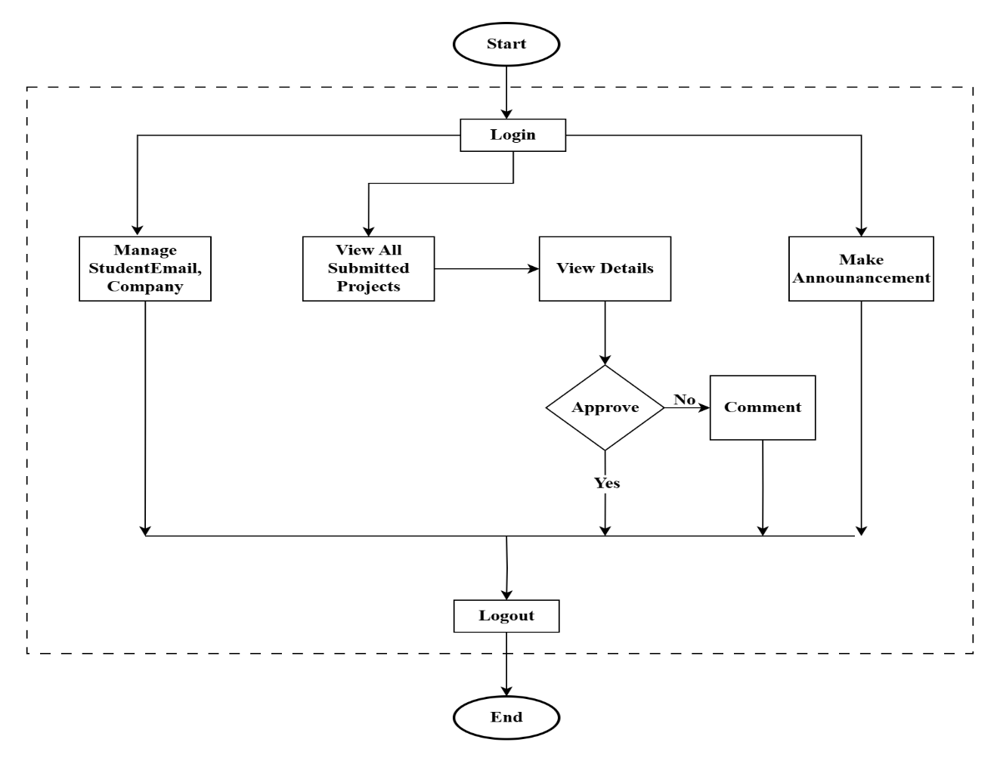 Start
Login
Manage
StudentEmail,
Company
View All
Submitted
Projects
View Details
Make
Announancement
Approve
No
Comment
Yes
Logout
End